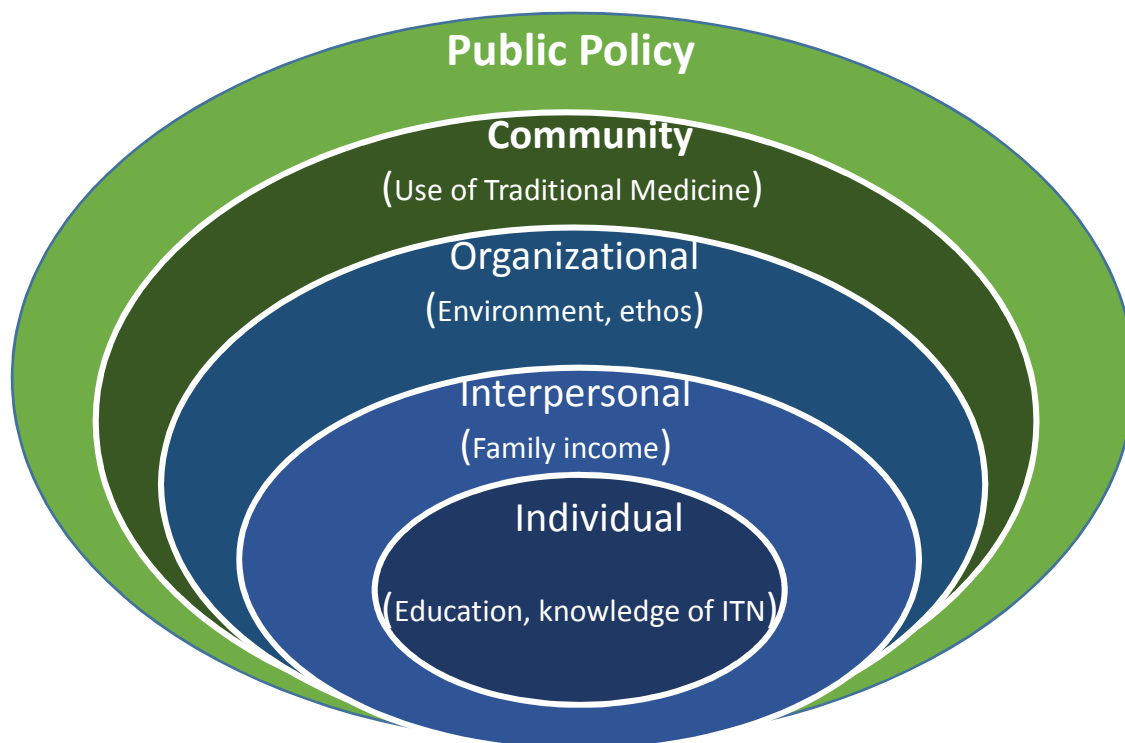 Public Policy
Community
(Use of Traditional Medicine)
Organizational
(Environment, ethos)
Interpersonal
(Family income)
Individual
(Education, knowledge of ITN)